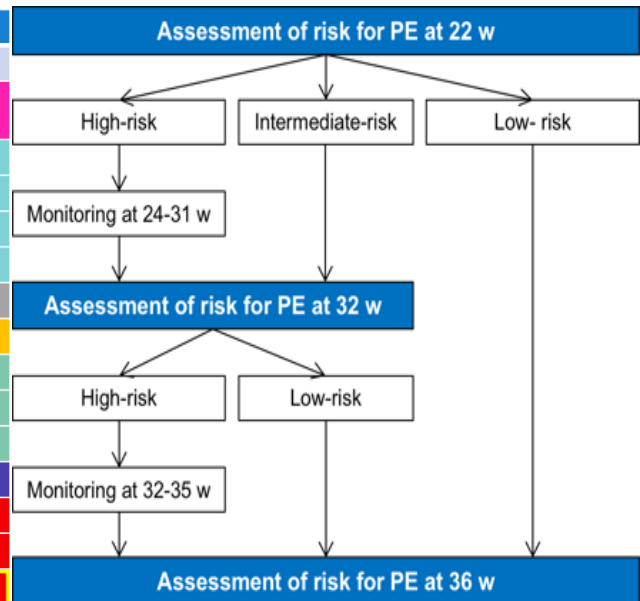 Assessment of risk for PE at 22 w
High-risk
Intermediate-risk
Low- risk
Monitoring at 24-31 w
Assessment of risk for PE at 32 w
High-risk
Low-risk
Monitoring at 32-35 w
Assessment of risk for PE at 36 w